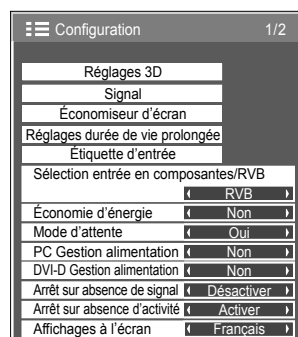 Configuration 1/2
Réglages 3D
Signal
Économiseur d'écran
Réglages durée de vie prolongée
Étiquette d'entrée
Sélection entrée en composantes/RVB
RVB
Économie d'énergie Non
Mode d'attente Oui
PC Gestion alimentation Non
DVI-D Gestion alimentation Non
Arrêt sur absence de signal Désactiver
Arrêt sur absence d'activité Activer
Affichages à l'écran Français